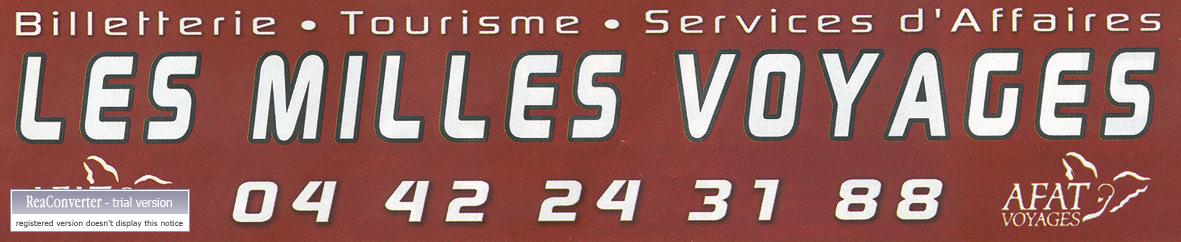 Billetterie • Tourisme • Services d'Affaires
LES MILLES VOYAGES
04 42 24 31 88
AFAT
VOYAGES
ReaConverter - trial version
registered version doesn't display this notice